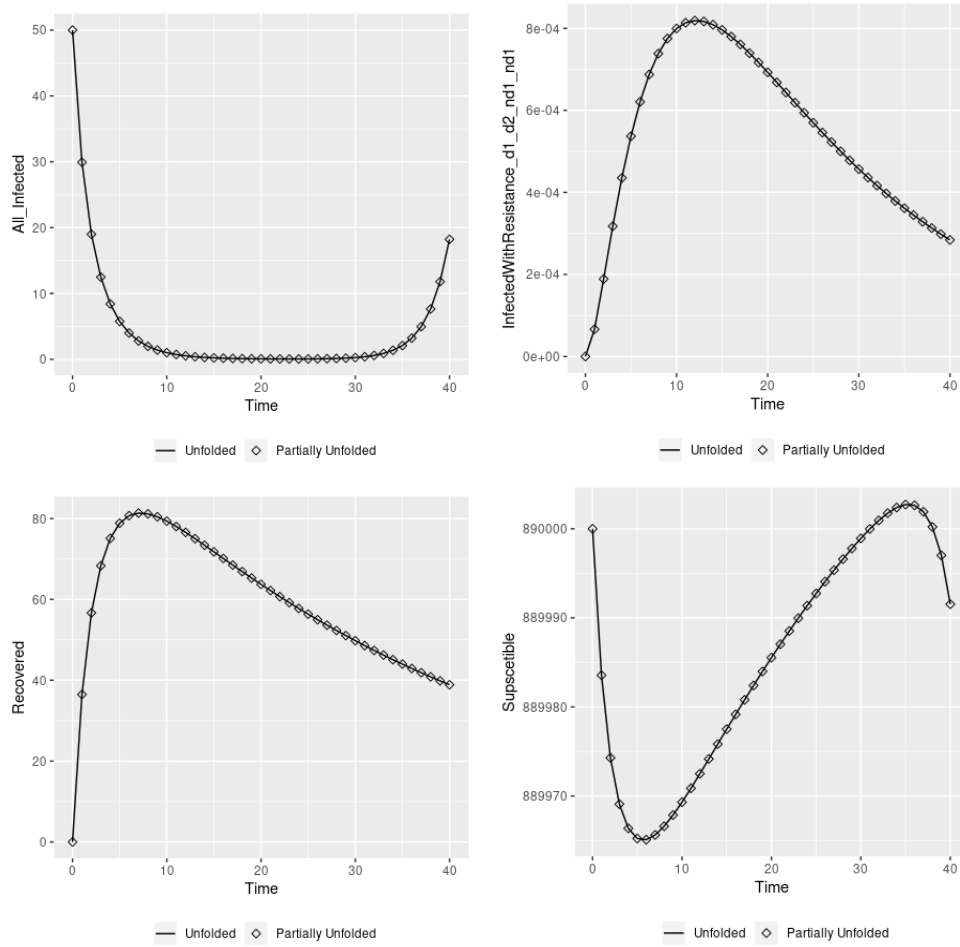 All_Infected
50
40
30
20
10
0
0 10 20 30 40
Time
Unfolded Partially Unfolded
InfectedWithResistance_d1_d2_nd1_nd1
8e-04
6e-04
4e-04
2e-04
0e+00
0 10 20 30 40
Time
Unfolded Partially Unfolded
Recovered
80
60
40
20
0
0 10 20 30 40
Time
Unfolded Partially Unfolded
Supscetible
890000
889990
889980
889970
0 10 20 30 40
Time
Unfolded Partially Unfolded